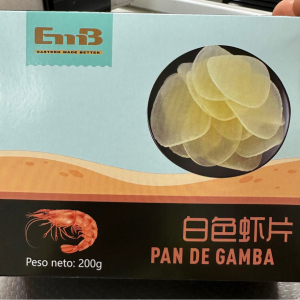 EMB
EASTERN MADE BETTER
白色虾片
PAN DE GAMBA
Peso neto: 200g